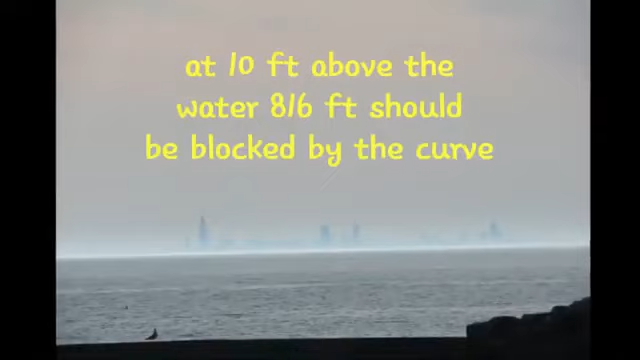 at 10 ft above the
water 816 ft should
be blocked by the curve